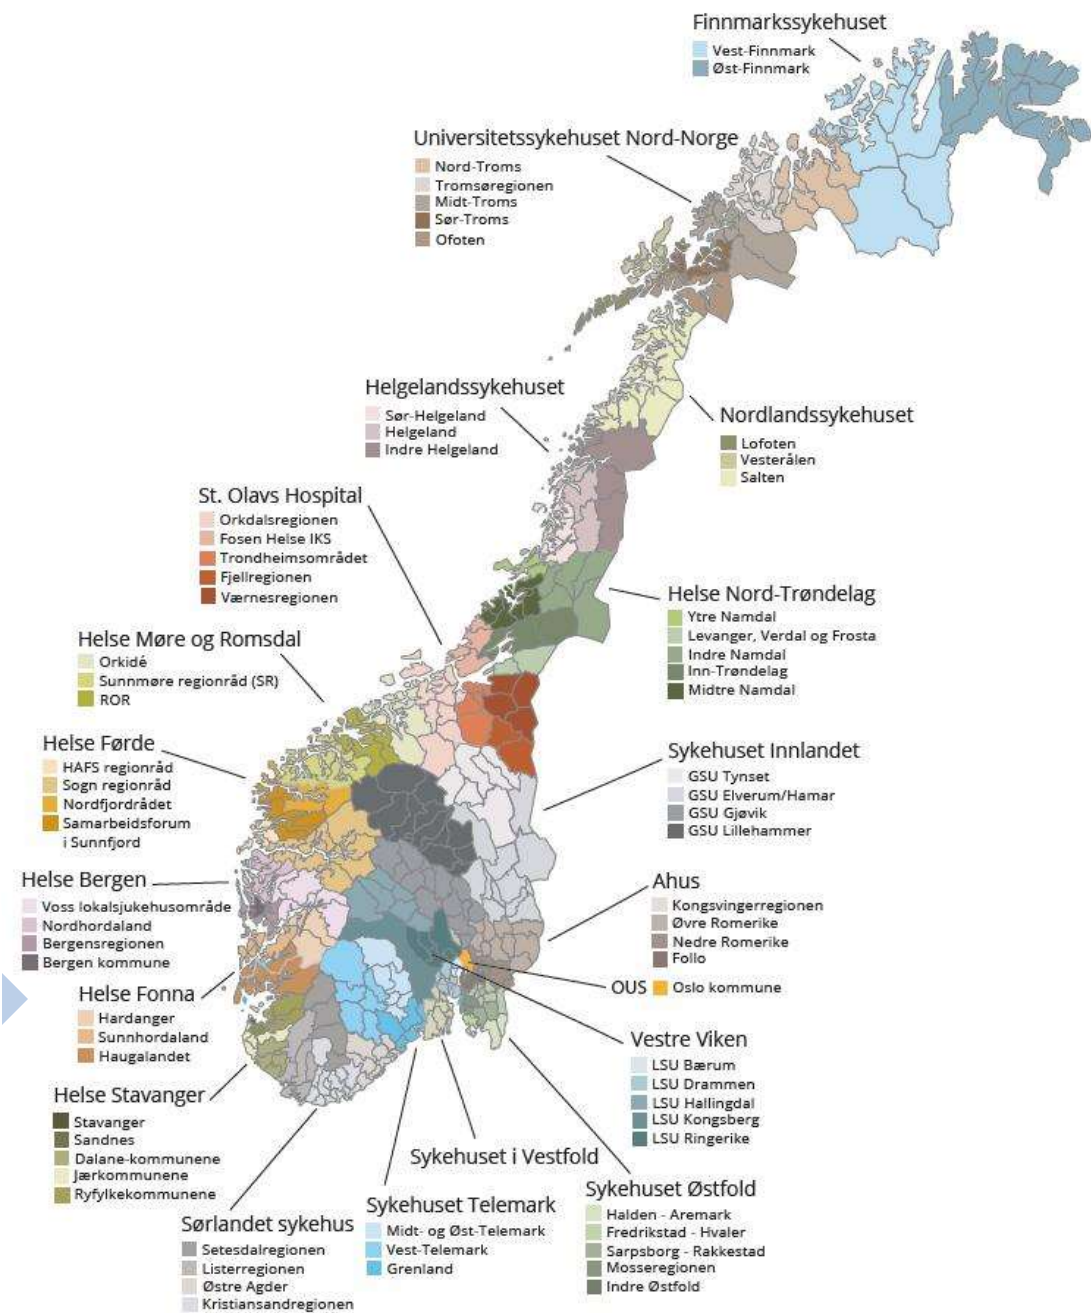 Finnmarkssykehuset
Vest-Finnmark
Øst-Finnmark
Universitetssykehuset Nord-Norge
Nord-Troms
Tromsøregionen
Midt-Troms
Sør-Troms
Ofoten
Helgelandssykehuset
Sør-Helgeland
Helgeland
Indre Helgeland
Nordlandssykehuset
Lofoten
Vesterålen
Salten
St. Olavs Hospital
Orkdalsregionen
Fosen Helse IKS
Trondheimsområdet
Fjellregionen
Værnesregionen
Helse Nord-Trøndelag
Ytre Namdal
Levanger, Verdal og Frosta
Indre Namdal
Inn-Trøndelag
Midtre Namdal
Helse Møre og Romsdal
Orkidé
Sunnmøre regionråd (SR)
ROR
Helse Førde
HAFS regionråd
Sogn regionråd
Nordfjordrådet
Samarbeidsforum
i Sunnfjord
Sykehuset Innlandet
GSU Tynset
GSU Elverum/Hamar
GSU Gjøvik
GSU Lillehammer
Helse Bergen
Voss lokalsjukehusområde
Nordhordaland
Bergensregionen
Bergen kommune
Ahus
Kongsvingerregionen
Øvre Romerike
Nedre Romerike
Follo
OUS
Oslo kommune
Helse Fonna
Hardanger
Sunnhordaland
Haugalandet
Vestre Viken
LSU Bærum
LSU Drammen
LSU Hallingdal
LSU Kongsberg
LSU Ringerike
Helse Stavanger
Stavanger
Sandnes
Dalane-kommunene
Jærkommunene
Ryfylkekommunene
Sykehuset i Vestfold
Sørlandet sykehus
Setesdalregionen
Listerregionen
Østre Agder
Kristiansandregionen
Sykehuset Telemark
Midt- og Øst-Telemark
Vest-Telemark
Grenland
Sykehuset Østfold
Halden - Aremark
Fredrikstad - Hvaler
Sarpsborg - Rakkestad
Mosseregionen
Indre Østfold